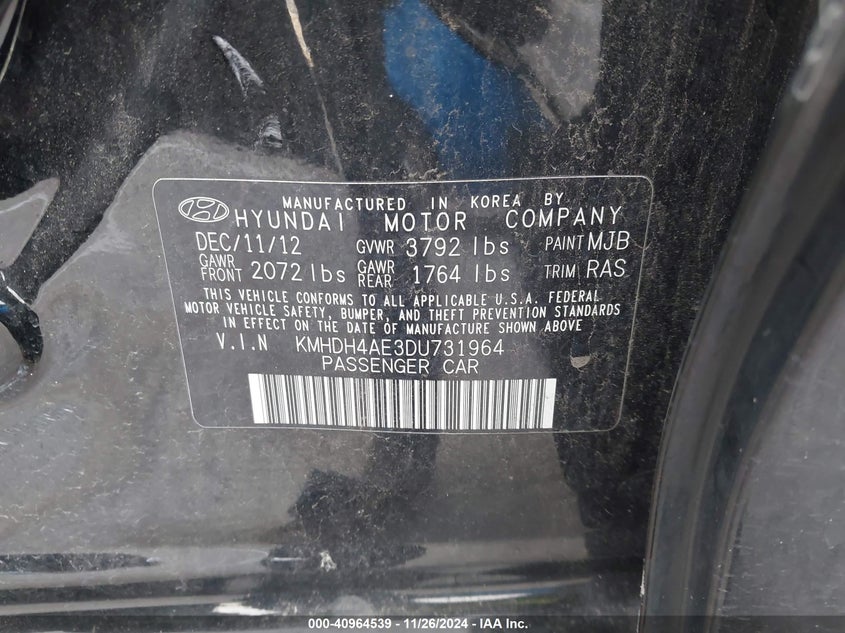 MANUFACTURED IN KOREA BY
HYUNDAI MOTOR COMPANY
DEC/11/12 GVWR 3792 lbs PAINT MJB
GAWR FRONT 2072 lbs GAWR REAR 1764 lbs TRIM RAS
THIS VEHICLE CONFORMS TO ALL APPLICABLE U.S.A. FEDERAL
MOTOR VEHICLE SAFETY, BUMPER, AND THEFT PREVENTION STANDARDS
IN EFFECT ON THE DATE OF MANUFACTURE SHOWN ABOVE
V.I.N KMHDH4AE3DU731964
PASSENGER CAR
000-40964539 - 11/26/2024 - IAA Inc.